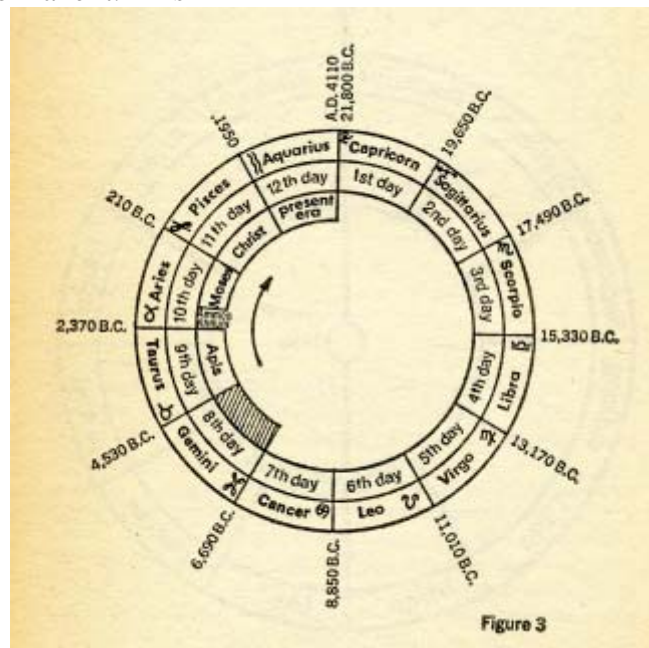 A.D. 4110
21,800 B.C.
19,650 B.C.
17,490 B.C.
15,330 B.C.
13,170 B.C.
11,010 B.C.
8,850 B.C.
6,690 B.C.
4,530 B.C.
2,370 B.C.
210 B.C.
1950
Capricorn
Sagittarius
Scorpio
Libra
Virgo
Leo
Cancer
Gemini
Taurus
Aries
Pisces
Aquarius
1st day
2nd day
3rd day
4th day
5th day
6th day
7th day
8th day
9th day
10th day
11th day
12th day
Apis
Moses
Christ
present
era
Figure 3